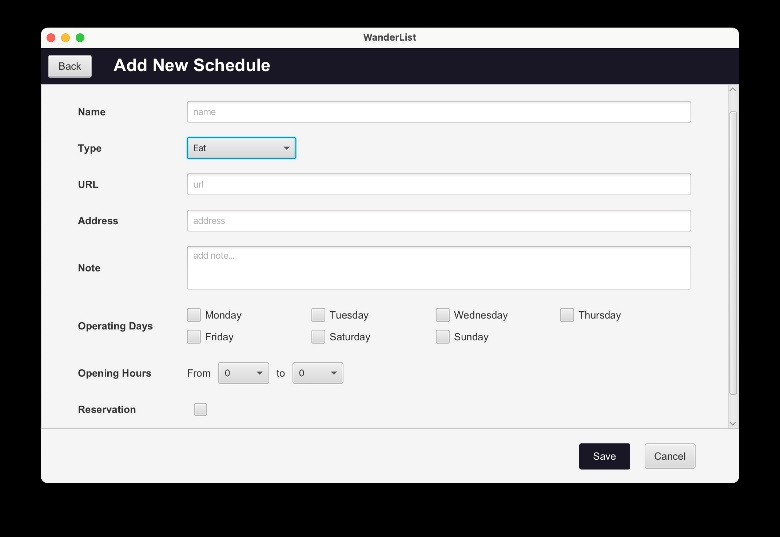 WanderList
Back Add New Schedule
Name name
Type Eat
URL url
Address address
Note add note...
Operating Days
Monday Tuesday Wednesday Thursday
Friday Saturday Sunday
Opening Hours From 0 to 0
Reservation
Save Cancel